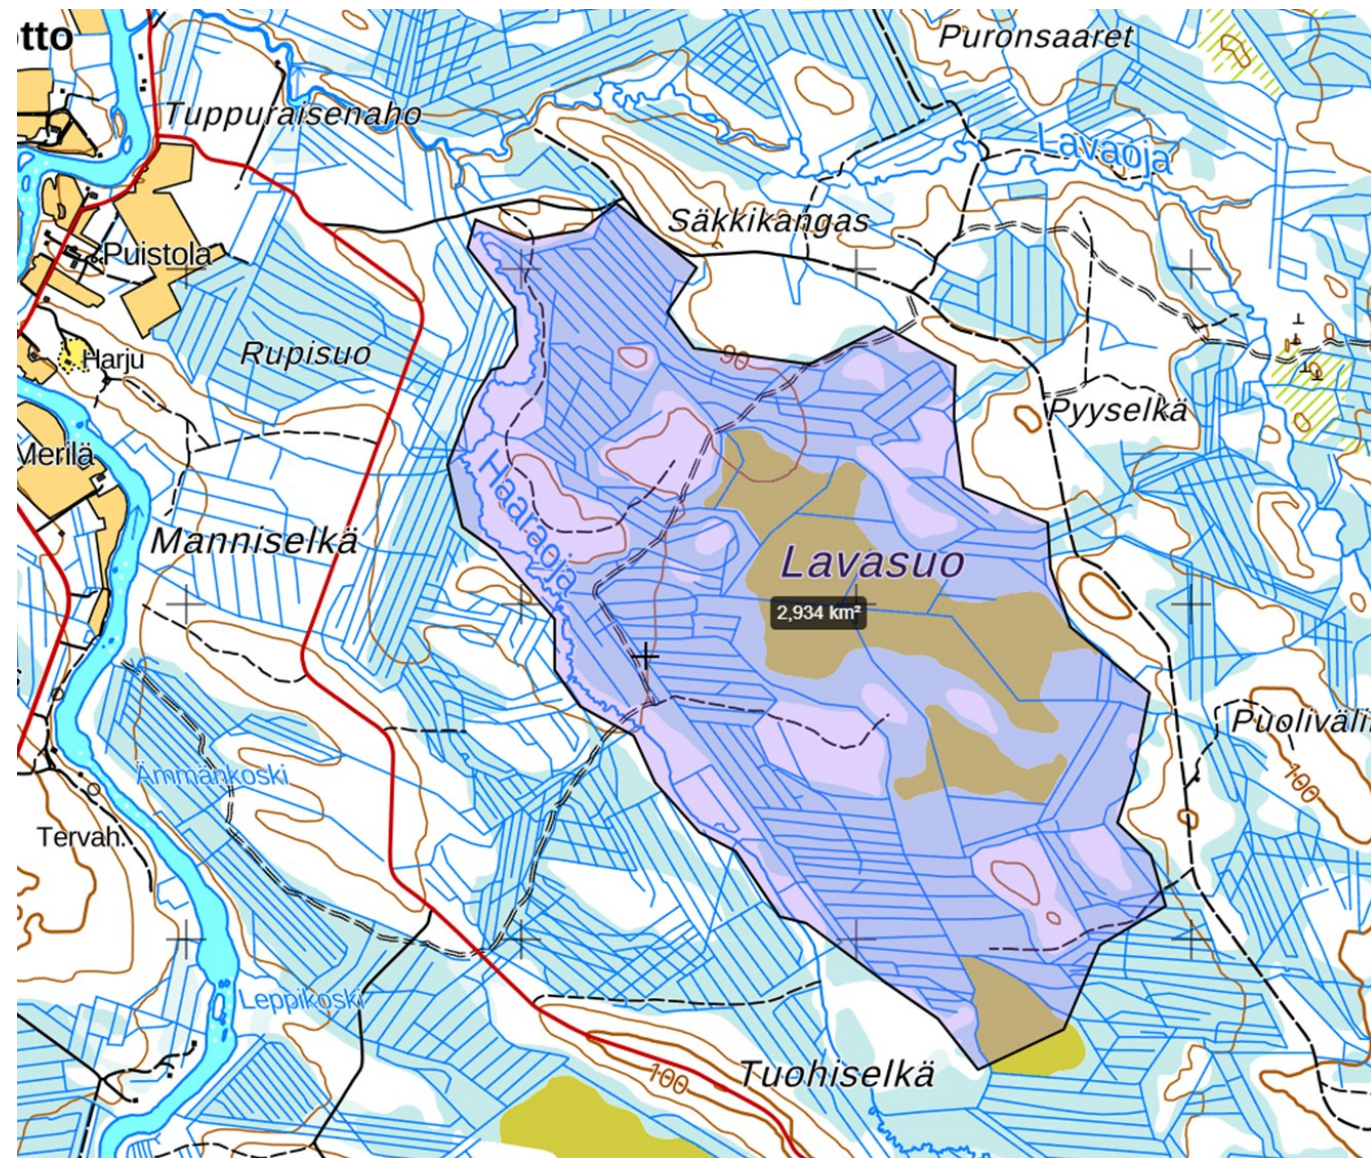 tto
Puronsaaret
Tuppuraisenaho
Lavaoja
Säkkikangas
Puistola
Rupisuo
Harju
90
Pyyselkä
Merilä
Haaraoja
Manniselkä
Lavasuo
2,934 km²
Puoliväli
100
Ämmänkoski
Tervah.
Leppikoski
Tuohiselkä
100